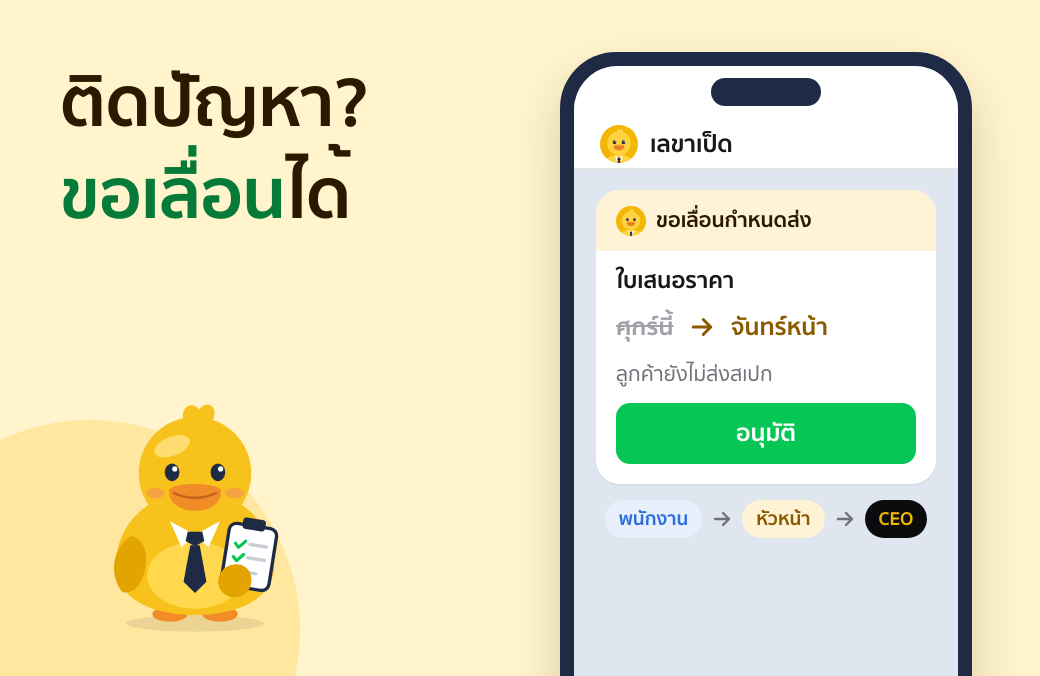 ติดปัญหา?
ขอเลื่อนได้
เลขาเป็ด
ขอเลื่อนกำหนดส่ง
ใบเสนอราคา
ศุกร์นี้ → จันทร์หน้า
ลูกค้ายังไม่ส่งสเปก
อนุมัติ
พนักงาน → หัวหน้า → CEO